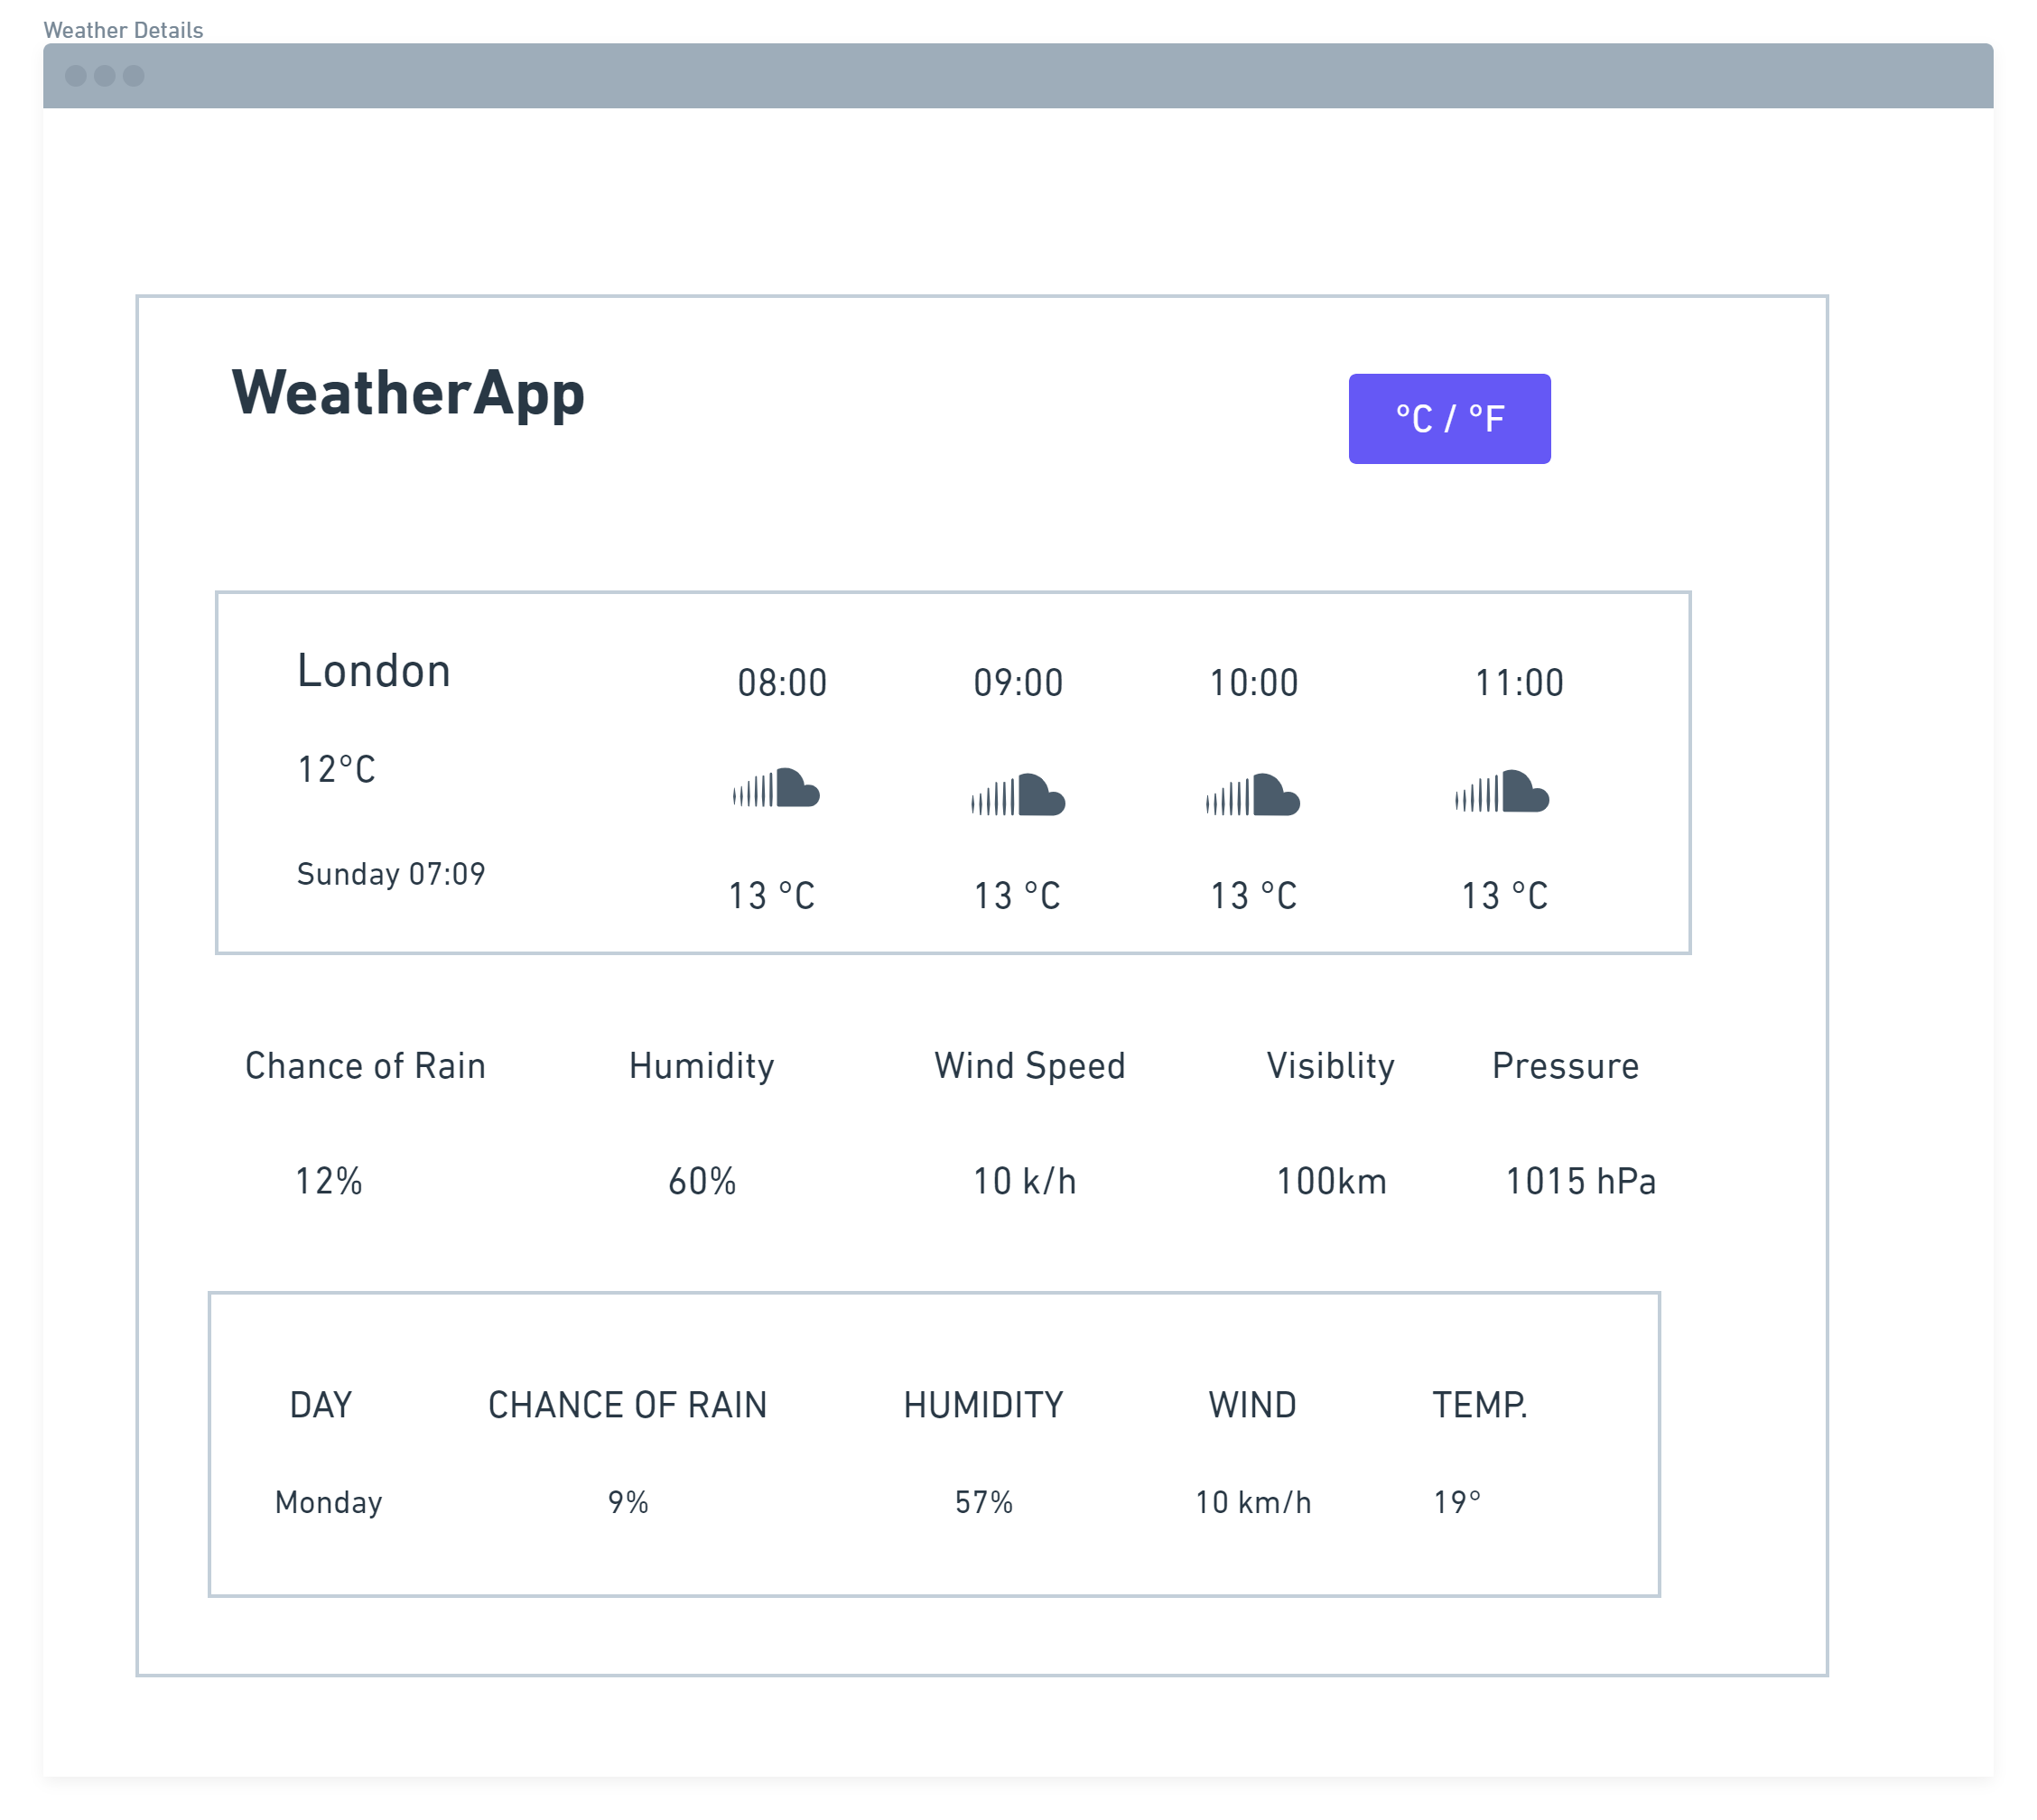 Weather Details
WeatherApp
°C / °F
London
08:00 09:00 10:00 11:00
12°C
Sunday 07:09
13 °C 13 °C 13 °C 13 °C
Chance of Rain Humidity Wind Speed Visiblity Pressure
12% 60% 10 k/h 100km 1015 hPa
DAY CHANCE OF RAIN HUMIDITY WIND TEMP.
Monday 9% 57% 10 km/h 19°